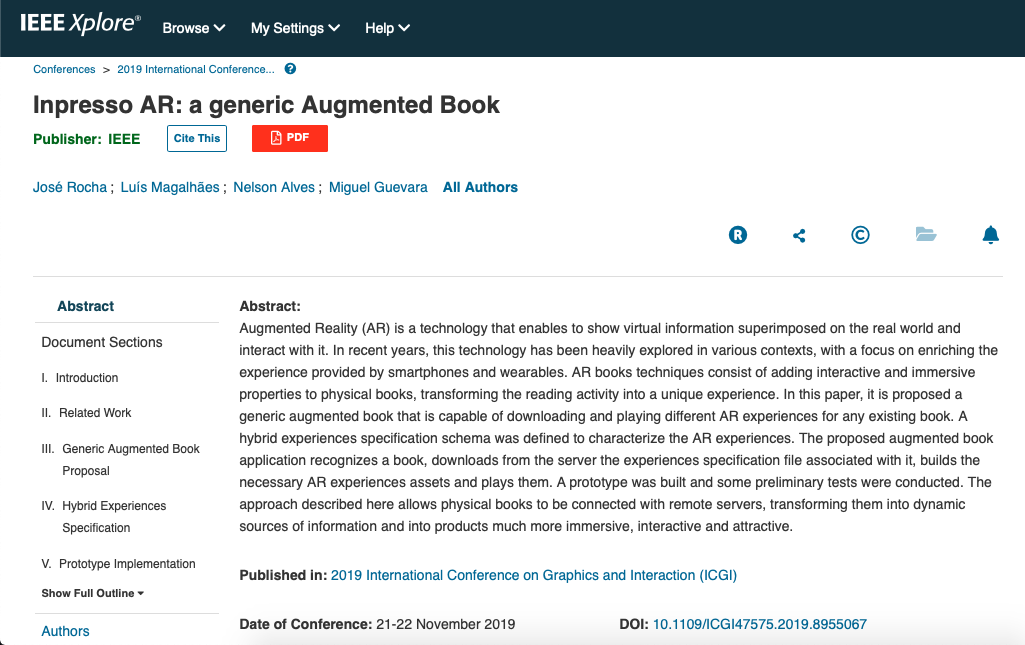 IEEE Xplore®
Browse My Settings Help
Conferences > 2019 International Conference... ?
Inpresso AR: a generic Augmented Book
Publisher: IEEE Cite This PDF
José Rocha ; Luís Magalhães ; Nelson Alves ; Miguel Guevara All Authors
R ©
Abstract
Document Sections
I. Introduction
II. Related Work
III. Generic Augmented Book
Proposal
IV. Hybrid Experiences
Specification
V. Prototype Implementation
Show Full Outline
Authors
Abstract:
Augmented Reality (AR) is a technology that enables to show virtual information superimposed on the real world and
interact with it. In recent years, this technology has been heavily explored in various contexts, with a focus on enriching the
experience provided by smartphones and wearables. AR books techniques consist of adding interactive and immersive
properties to physical books, transforming the reading activity into a unique experience. In this paper, it is proposed a
generic augmented book that is capable of downloading and playing different AR experiences for any existing book. A
hybrid experiences specification schema was defined to characterize the AR experiences. The proposed augmented book
application recognizes a book, downloads from the server the experiences specification file associated with it, builds the
necessary AR experiences assets and plays them. A prototype was built and some preliminary tests were conducted. The
approach described here allows physical books to be connected with remote servers, transforming them into dynamic
sources of information and into products much more immersive, interactive and attractive.
Published in: 2019 International Conference on Graphics and Interaction (ICGI)
Date of Conference: 21-22 November 2019 DOI: 10.1109/ICGI47575.2019.8955067